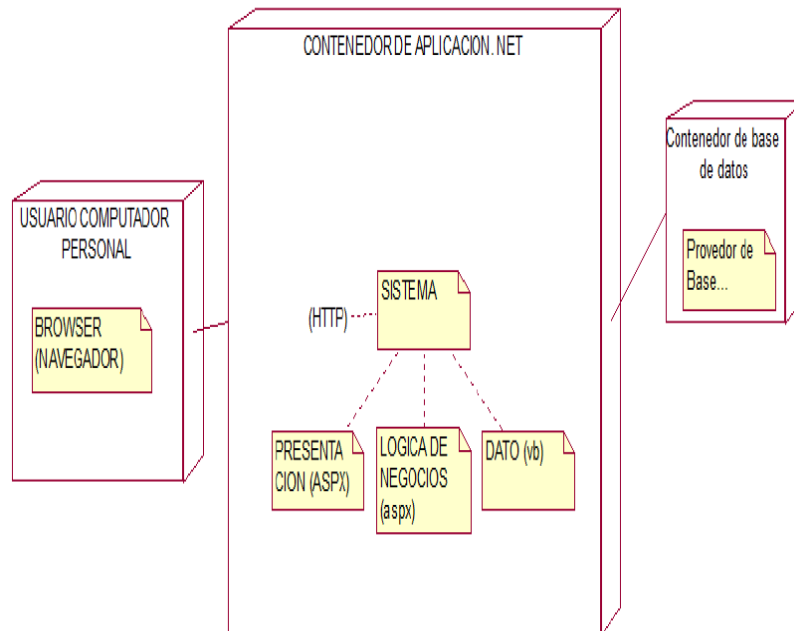 CONTENEDOR DE APLICACION.NET
USUARIO COMPUTADOR
PERSONAL
BROWSER
(NAVEGADOR)
SISTEMA
(HTTP)
PRESENTA
CION (ASPX)
LOGICA DE
NEGOCIOS
(aspx)
DATO (vb)
Contenedor de base
de datos
Provedor de
Base...